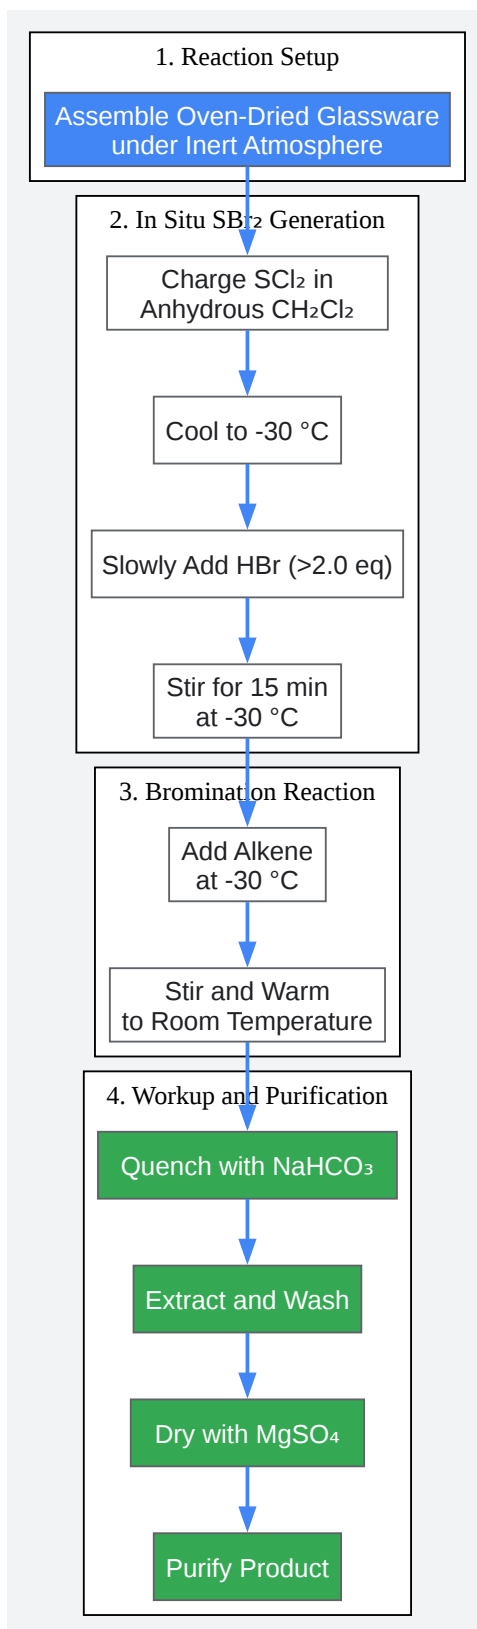 1. Reaction Setup
Assemble Oven-Dried Glassware
under Inert Atmosphere
2. In Situ SBr₂ Generation
Charge SCl₂ in
Anhydrous CH₂Cl₂
Cool to -30 °C
Slowly Add HBr (>2.0 eq)
Stir for 15 min
at -30 °C
3. Bromination Reaction
Add Alkene
at -30 °C
Stir and Warm
to Room Temperature
4. Workup and Purification
Quench with NaHCO₃
Extract and Wash
Dry with MgSO₄
Purify Product